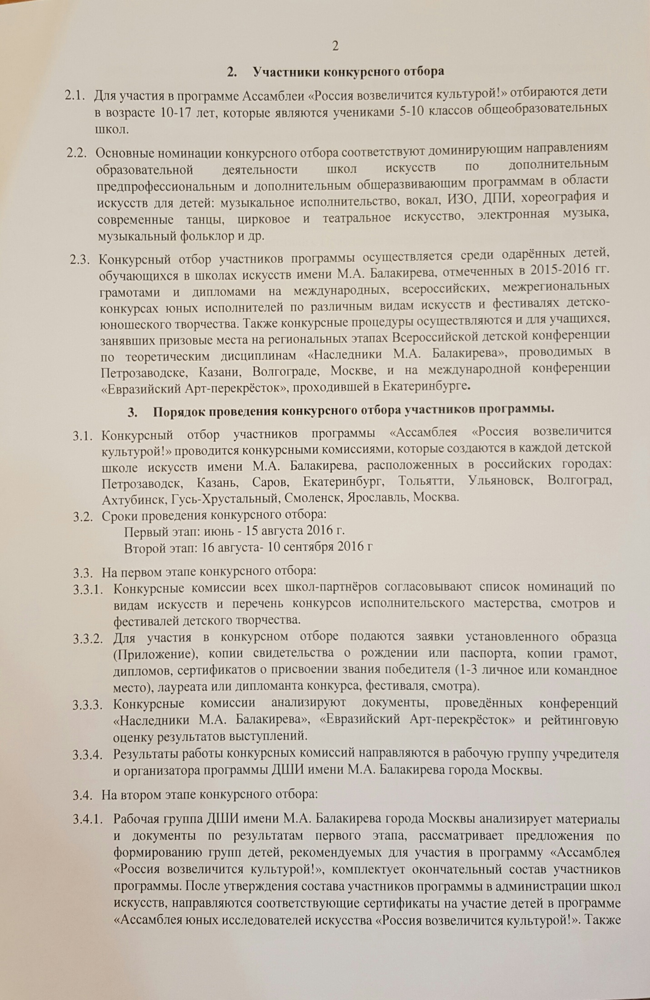 2
2. Участники конкурсного отбора
2.1. Для участия в программе Ассамблеи «Россия возвеличится культурой!» отбираются дети
в возрасте 10-17 лет, которые являются учениками 5-10 классов общеобразовательных
школ.
2.2. Основные номинации конкурсного отбора соответствуют доминирующим направлениям
образовательной деятельности школ искусств по дополнительным
предпрофессиональным и дополнительным общеразвивающим программам в области
искусств для детей: музыкальное исполнительство, вокал, ИЗО, ДПИ, хореография и
современные танцы, цирковое и театральное искусство, электронная музыка,
музыкальный фольклор и др.
2.3. Конкурсный отбор участников программы осуществляется среди одарённых детей,
обучающихся в школах искусств имени М.А. Балакирева, отмеченных в 2015-2016 гг.
грамотами и дипломами на международных, всероссийских, межрегиональных
конкурсах юных исполнителей по различным видам искусств и фестивалях детско-
юношеского творчества. Также конкурсные процедуры осуществляются и для учащихся,
занявших призовые места на региональных этапах Всероссийской детской конференции
по теоретическим дисциплинам «Наследники М.А. Балакирева», проводимых в
Петрозаводске, Казани, Волгограде, Москве, и на международной конференции
«Евразийский Арт-перекрёсток», проходившей в Екатеринбурге.
3. Порядок проведения конкурсного отбора участников программы.
3.1. Конкурсный отбор участников программы «Ассамблея «Россия возвеличится
культурой!» проводится конкурсными комиссиями, которые создаются в каждой детской
школе искусств имени М.А. Балакирева, расположенных в российских городах:
Петрозаводск, Казань, Саров, Екатеринбург, Тольятти, Ульяновск, Волгоград,
Ахтубинск, Гусь-Хрустальный, Смоленск, Ярославль, Москва.
3.2. Сроки проведения конкурсного отбора:
Первый этап: июнь - 15 августа 2016 г.
Второй этап: 16 августа- 10 сентября 2016 г
3.3. На первом этапе конкурсного отбора:
3.3.1. Конкурсные комиссии всех школ-партнёров согласовывают список номинаций по
видам искусств и перечень конкурсов исполнительского мастерства, смотров и
фестивалей детского творчества.
3.3.2. Для участия в конкурсном отборе подаются заявки установленного образца
(Приложение), копии свидетельства о рождении или паспорта, копии грамот,
дипломов, сертификатов о присвоении звания победителя (1-3 личное или командное
место), лауреата или дипломанта конкурса, фестиваля, смотра).
3.3.3. Конкурсные комиссии анализируют документы, проведённых конференций
«Наследники М.А. Балакирева», «Евразийский Арт-перекрёсток» и рейтинговую
оценку результатов выступлений.
3.3.4. Результаты работы конкурсных комиссий направляются в рабочую группу учредителя
и организатора программы ДШИ имени М.А. Балакирева города Москвы.
3.4. На втором этапе конкурсного отбора:
3.4.1. Рабочая группа ДШИ имени М.А. Балакирева города Москвы анализирует материалы
и документы по результатам первого этапа, рассматривает предложения по
формированию групп детей, рекомендуемых для участия в программу «Ассамблея
«Россия возвеличится культурой!», комплектует окончательный состав участников
программы. После утверждения состава участников программы в администрации школ
искусств, направляются соответствующие сертификаты на участие детей в программе
«Ассамблея юных исследователей искусства «Россия возвеличится культурой!». Также